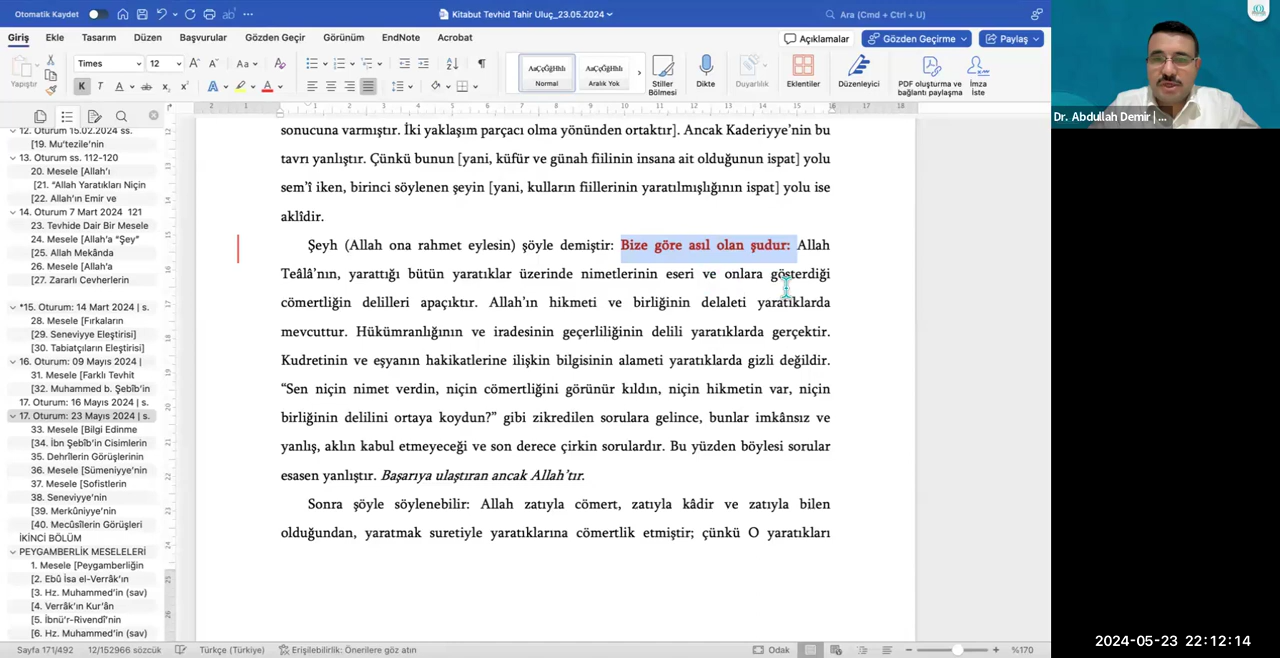 Otomatik Kaydet
Kitabut Tevhid Tahir Uluç_23.05.2024
Ara (Cmd + Ctrl + U)
Giriş Ekle Tasarım Düzen Başvurular Gözden Geçir Görünüm EndNote Acrobat
Açıklamalar Gözden Geçirme Paylaş
Yapıştır
Times 12
K T A
AaÇçĞğHhİı AaÇçĞğHhİı
Normal Aralık Yok
Stiller Bölmesi
Dikte
Duyarlılık
Eklentiler
Düzenleyici
PDF oluşturma ve bağlantı paylaşma
İmza İste
12. Oturum 15.02.2024 ss.
[19. Mu'tezile'nin
13. Oturum ss. 112-120
20. Mesele [Allah'ı
[21. "Allah Yaratıkları Niçin
[22. Allah'ın Emir ve
14. Oturum 7 Mart 2024 121
23. Tevhide Dair Bir Mesele
24. Mesele [Allah'a "Şey"
[25. Allah Mekânda
26. Mesele [Allah'a
[27. Zararlı Cevherlerin
*15. Oturum: 14 Mart 2024 | s.
28. Mesele [Fırkaların
[29. Seneviyye Eleştirisi]
[30. Tabiatçıların Eleştirisi]
16. Oturum: 09 Mayıs 2024 |
31. Mesele [Farklı Tevhit
[32. Muhammed b. Şebîb'in
17. Oturum: 16 Mayıs 2024 | s.
17. Oturum: 23 Mayıs 2024 | s.
33. Mesele [Bilgi Edinme
[34. İbn Şebîb'in Cisimlerin
35. Dehrîlerin Görüşlerinin
36. Mesele [Sümeniyye'nin
37. Mesele [Sofistlerin
38. Seneviyye'nin
[39. Merkûniyye'nin
[40. Mecûsîlerin Görüşleri
İKİNCİ BÖLÜM
PEYGAMBERLİK MESELELERİ
1. Mesele [Peygamberliğin
[2. Ebû İsa el-Verrâk'ın
[3. Hz. Muhammed'in (sav)
[4. Verrâk'ın Kur'ân
[5. İbnü'r-Rivendî'nin
[6. Hz. Muhammed'in (sav)
sonucuna varmıştır. İki yaklaşım parçacı olma yönünden ortaktır]. Ancak Kaderiyye'nin bu
tavrı yanlıştır. Çünkü bunun [yani, küfür ve günah fiilinin insana ait olduğunun ispat] yolu
sem'î iken, birinci söylenen şeyin [yani, kulların fiillerinin yaratılmışlığının ispat] yolu ise
aklîdir.
Şeyh (Allah ona rahmet eylesin) şöyle demiştir: Bize göre asıl olan şudur: Allah
Teâlâ'nın, yarattığı bütün yaratıklar üzerinde nimetlerinin eseri ve onlara gösterdiği
cömertliğin delilleri apaçıktır. Allah'ın hikmeti ve birliğinin delaleti yaratıklarda
mevcuttur. Hükümranlığının ve iradesinin geçerliliğinin delili yaratıklarda gerçektir.
Kudretinin ve eşyanın hakikatlerine ilişkin bilgisinin alameti yaratıklarda gizli değildir.
"Sen niçin nimet verdin, niçin cömertliğini görünür kıldın, niçin hikmetin var, niçin
birliğinin delilini ortaya koydun?" gibi zikredilen sorulara gelince, bunlar imkânsız ve
yanlış, aklın kabul etmeyeceği ve son derece çirkin sorulardır. Bu yüzden böylesi sorular
esasen yanlıştır. Başarıya ulaştıran ancak Allah'tır.
Sonra şöyle söylenebilir: Allah zatıyla cömert, zatıyla kâdir ve zatıyla bilen
olduğundan, yaratmak suretiyle yaratıklarına cömertlik etmiştir; çünkü O yaratıkları
Sayfa 171/492 12/152966 sözcük Türkçe (Türkiye) Erişilebilirlik: Önerilere göz atın Odak %170
Dr. Abdullah Demir | ...
2024-05-23 22:12:14